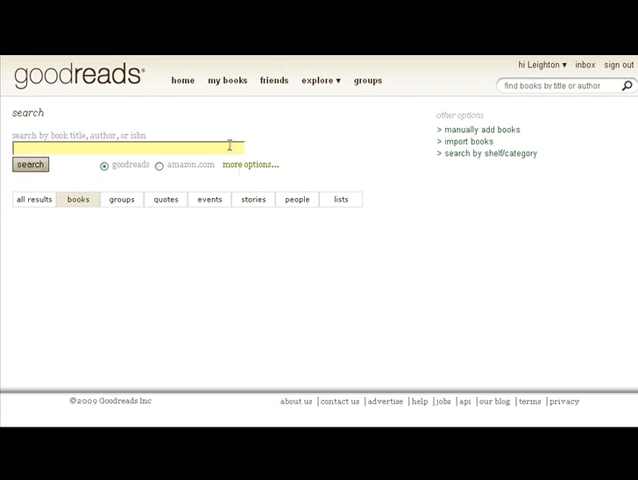 hi Leighton ▾ inbox sign out
goodreads®
home my books friends explore ▾ groups
find books by title or author
search
other options
search by book title, author, or isbn
> manually add books
> import books
> search by shelf/category
search goodreads amazon.com more options...
all results books groups quotes events stories people lists
©2009 Goodreads Inc
about us | contact us | advertise | help | jobs | api | our blog | terms | privacy